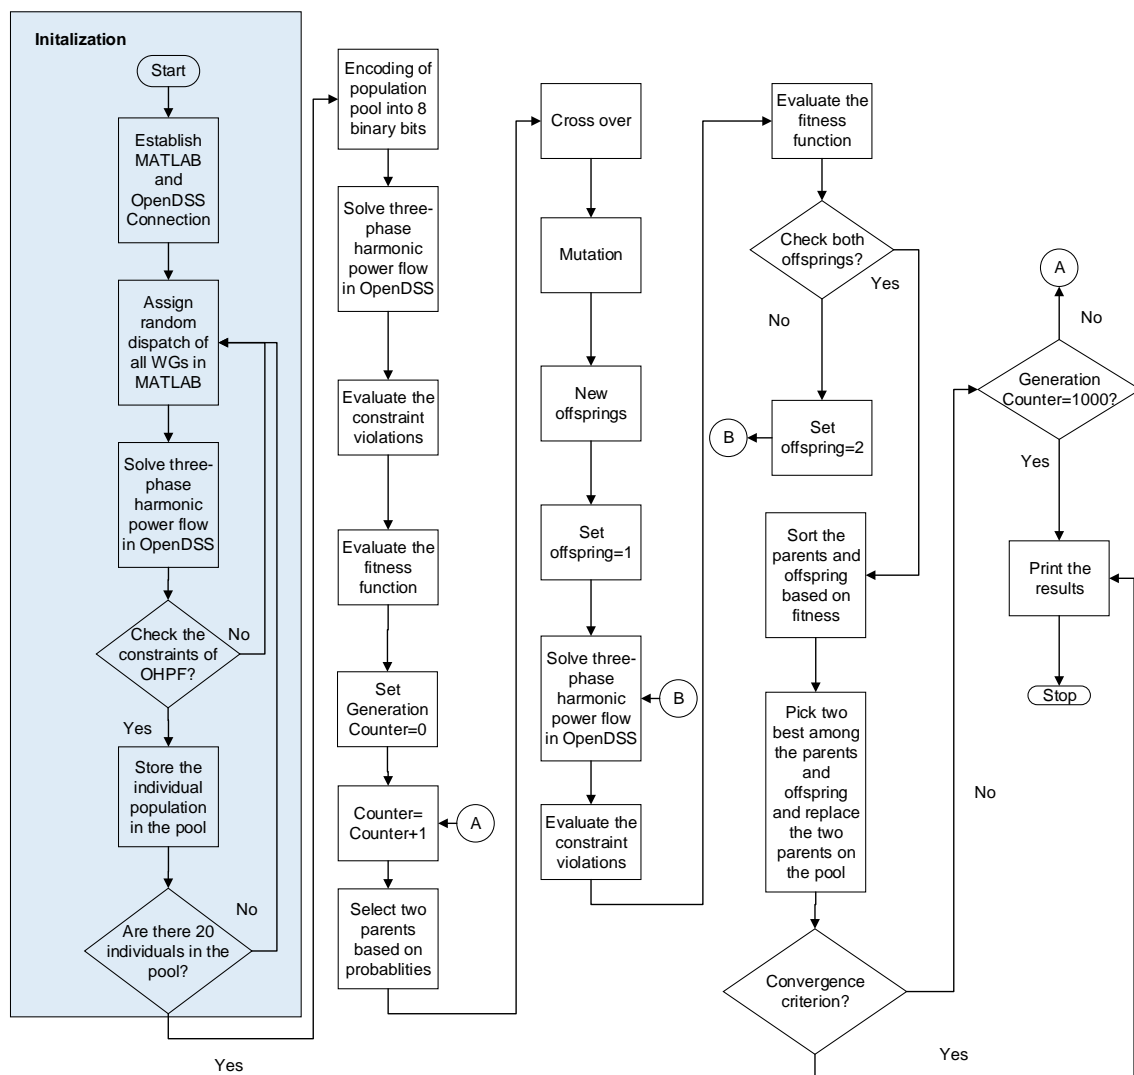 Initalization
Start
Establish
MATLAB
and
OpenDSS
Connection
Assign
random
dispatch of
all WGs in
MATLAB
Solve three-
phase
harmonic
power flow
in OpenDSS
Check the
constraints of
OHPF?
No
Yes
Store the
individual
population
in the pool
Are there 20
individuals in the
pool?
No
Yes
Encoding of
population
pool into 8
binary bits
Solve three-
phase
harmonic
power flow
in OpenDSS
Evaluate the
constraint
violations
Evaluate the
fitness
function
Set
Generation
Counter=0
Counter=
Counter+1
A
Select two
parents
based on
probablities
Cross over
Mutation
New
offsprings
Set
offspring=1
Solve three-
phase
harmonic
power flow
in OpenDSS
B
Evaluate the
constraint
violations
Evaluate the
fitness
function
Check both
offsprings?
Yes
No
Set
offspring=2
B
Sort the
parents and
offspring
based on
fitness
Pick two
best among
the parents
and
offspring
and replace
the two
parents on
the pool
Convergence
criterion?
No
Yes
A
No
Generation
Counter=1000?
Yes
Print the
results
Stop